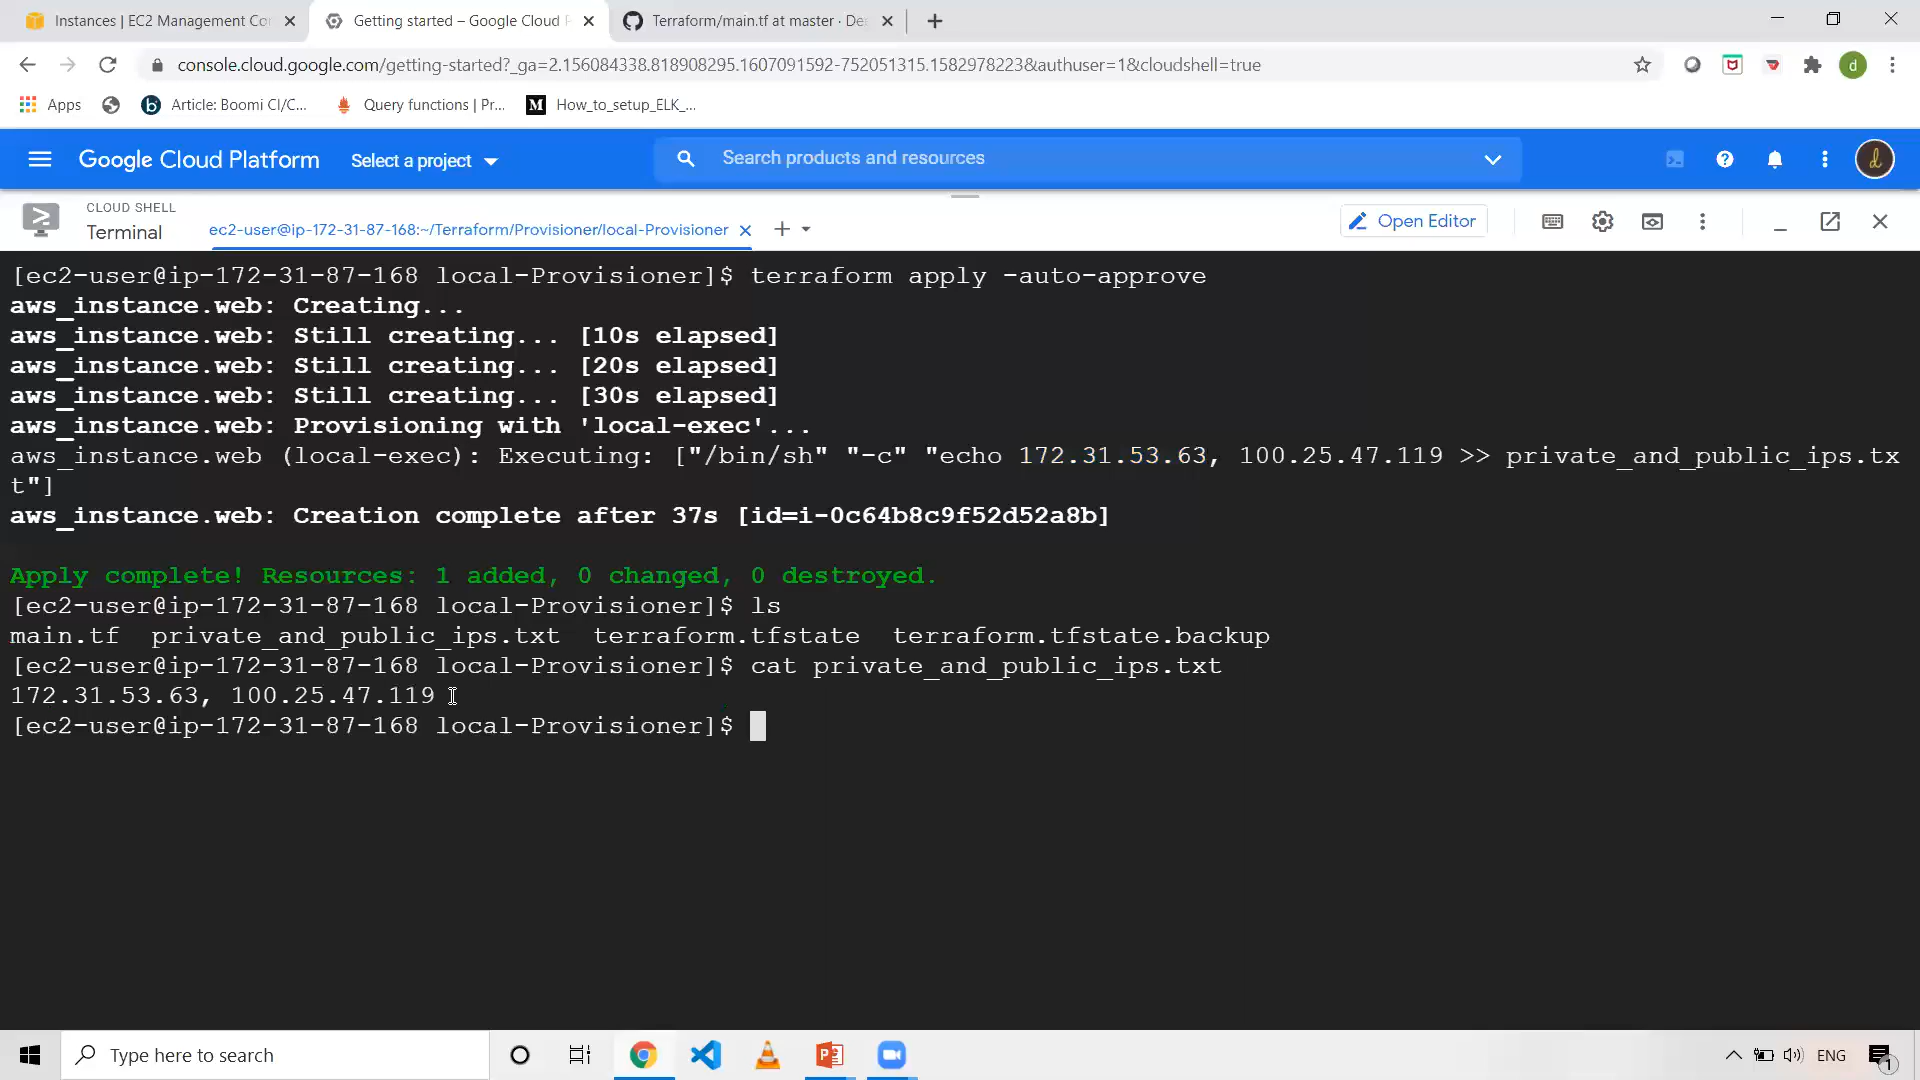 Instances | EC2 Management Co
Getting started – Google Cloud P
Terraform/main.tf at master · De
console.cloud.google.com/getting-started?_ga=2.156084338.818908295.1607091592-752051315.1582978223&authuser=1&cloudshell=true
Apps
Article: Boomi CI/C...
Query functions | Pr...
How_to_setup_ELK_...
Google Cloud Platform
Select a project
Search products and resources
CLOUD SHELL
Terminal
ec2-user@ip-172-31-87-168:~/Terraform/Provisioner/local-Provisioner
Open Editor
[ec2-user@ip-172-31-87-168 local-Provisioner]$ terraform apply -auto-approve
aws_instance.web: Creating...
aws_instance.web: Still creating... [10s elapsed]
aws_instance.web: Still creating... [20s elapsed]
aws_instance.web: Still creating... [30s elapsed]
aws_instance.web: Provisioning with 'local-exec'...
aws_instance.web (local-exec): Executing: ["/bin/sh" "-c" "echo 172.31.53.63, 100.25.47.119 >> private_and_public_ips.tx
t"]
aws_instance.web: Creation complete after 37s [id=i-0c64b8c9f52d52a8b]
Apply complete! Resources: 1 added, 0 changed, 0 destroyed.
[ec2-user@ip-172-31-87-168 local-Provisioner]$ ls
main.tf  private_and_public_ips.txt  terraform.tfstate  terraform.tfstate.backup
[ec2-user@ip-172-31-87-168 local-Provisioner]$ cat private_and_public_ips.txt
172.31.53.63, 100.25.47.119
[ec2-user@ip-172-31-87-168 local-Provisioner]$
Type here to search
ENG
1